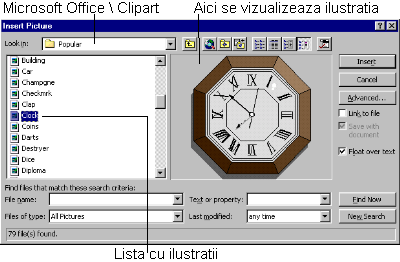 Microsoft Office \ Clipart
Aici se vizualizeaza ilustratia
Insert Picture
Look in: Popular
Building
Car
Champgne
Checkmrk
Clap
Clock
Coins
Darts
Destryer
Dice
Diploma
Insert
Cancel
Advanced...
Link to file
Save with document
Float over text
Find files that match these search criteria:
File name:
Text or property:
Find Now
Files of type: All Pictures
Last modified: any time
New Search
79 file(s) found.
Lista cu ilustratii